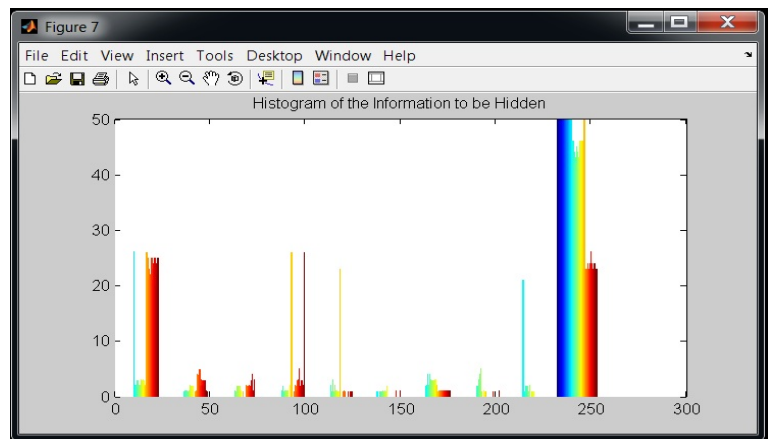 Figure 7
File Edit View Insert Tools Desktop Window Help
Histogram of the Information to be Hidden
50
40
30
20
10
0
0 50 100 150 200 250 300